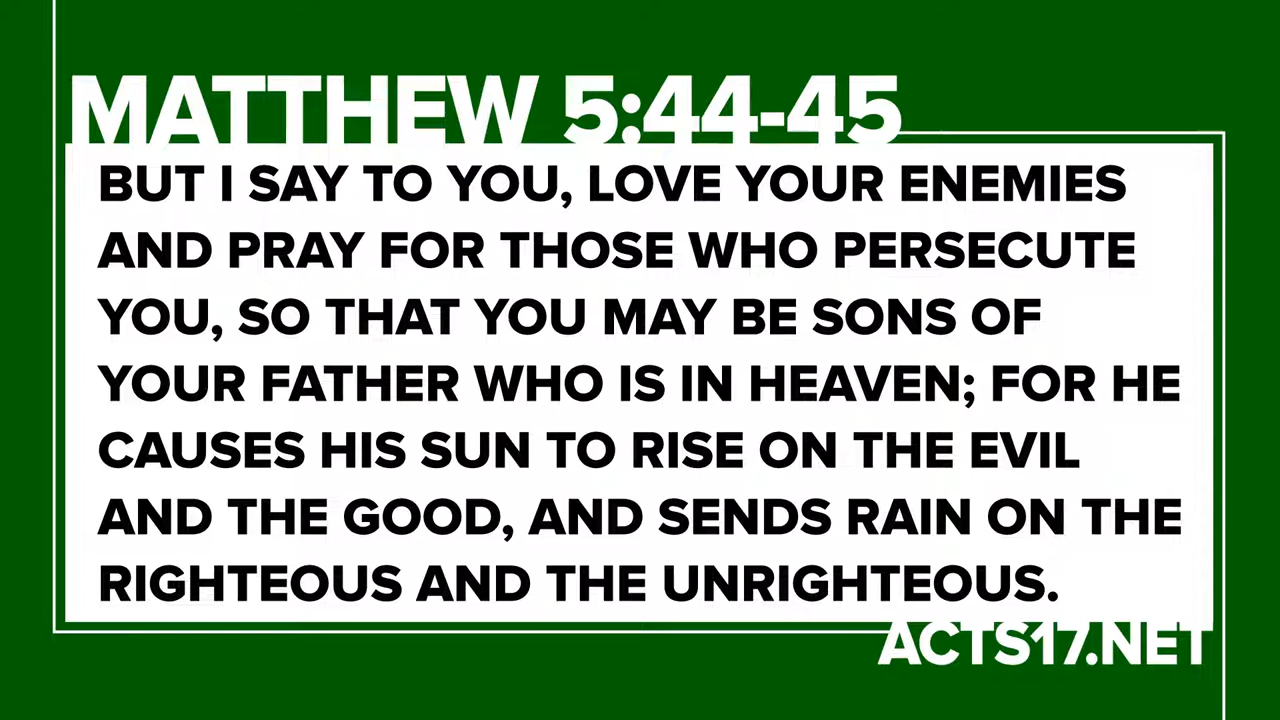 MATTHEW 5:44-45
BUT I SAY TO YOU, LOVE YOUR ENEMIES
AND PRAY FOR THOSE WHO PERSECUTE
YOU, SO THAT YOU MAY BE SONS OF
YOUR FATHER WHO IS IN HEAVEN; FOR HE
CAUSES HIS SUN TO RISE ON THE EVIL
AND THE GOOD, AND SENDS RAIN ON THE
RIGHTEOUS AND THE UNRIGHTEOUS.
ACTS17.NET